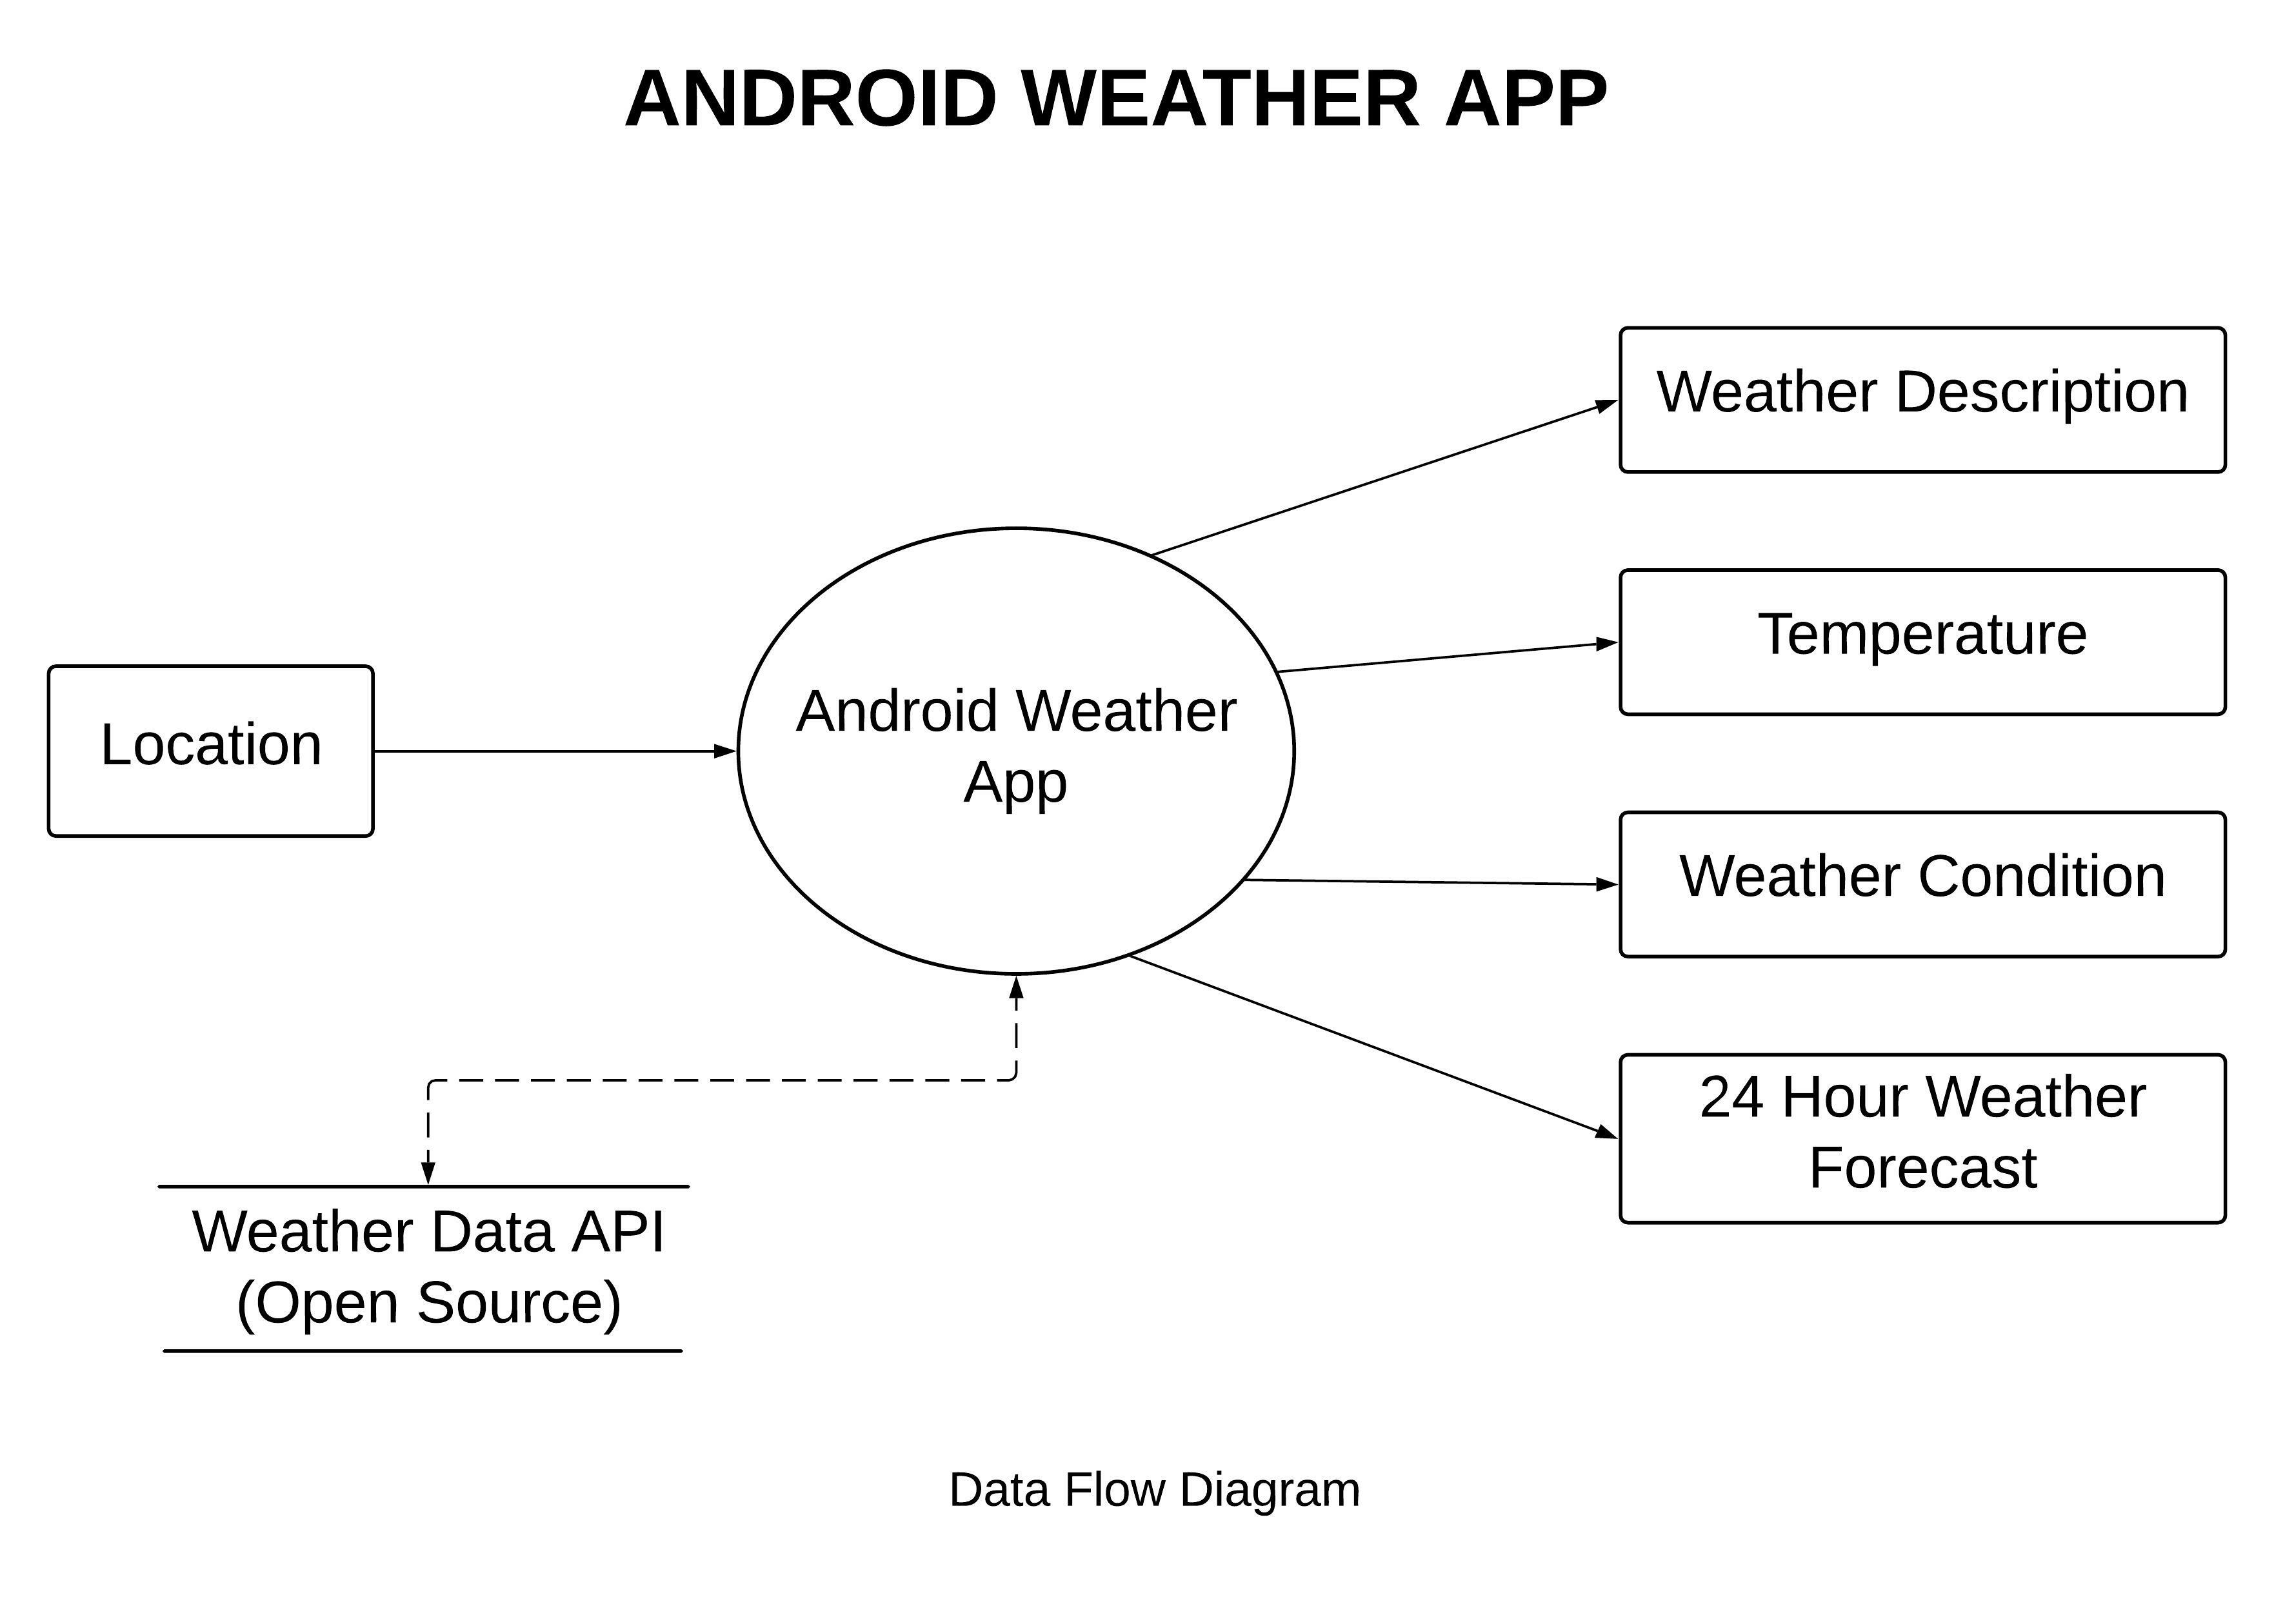 ANDROID WEATHER APP
Weather Description
Temperature
Location
Android Weather
App
Weather Condition
24 Hour Weather
Forecast
Weather Data API
(Open Source)
Data Flow Diagram